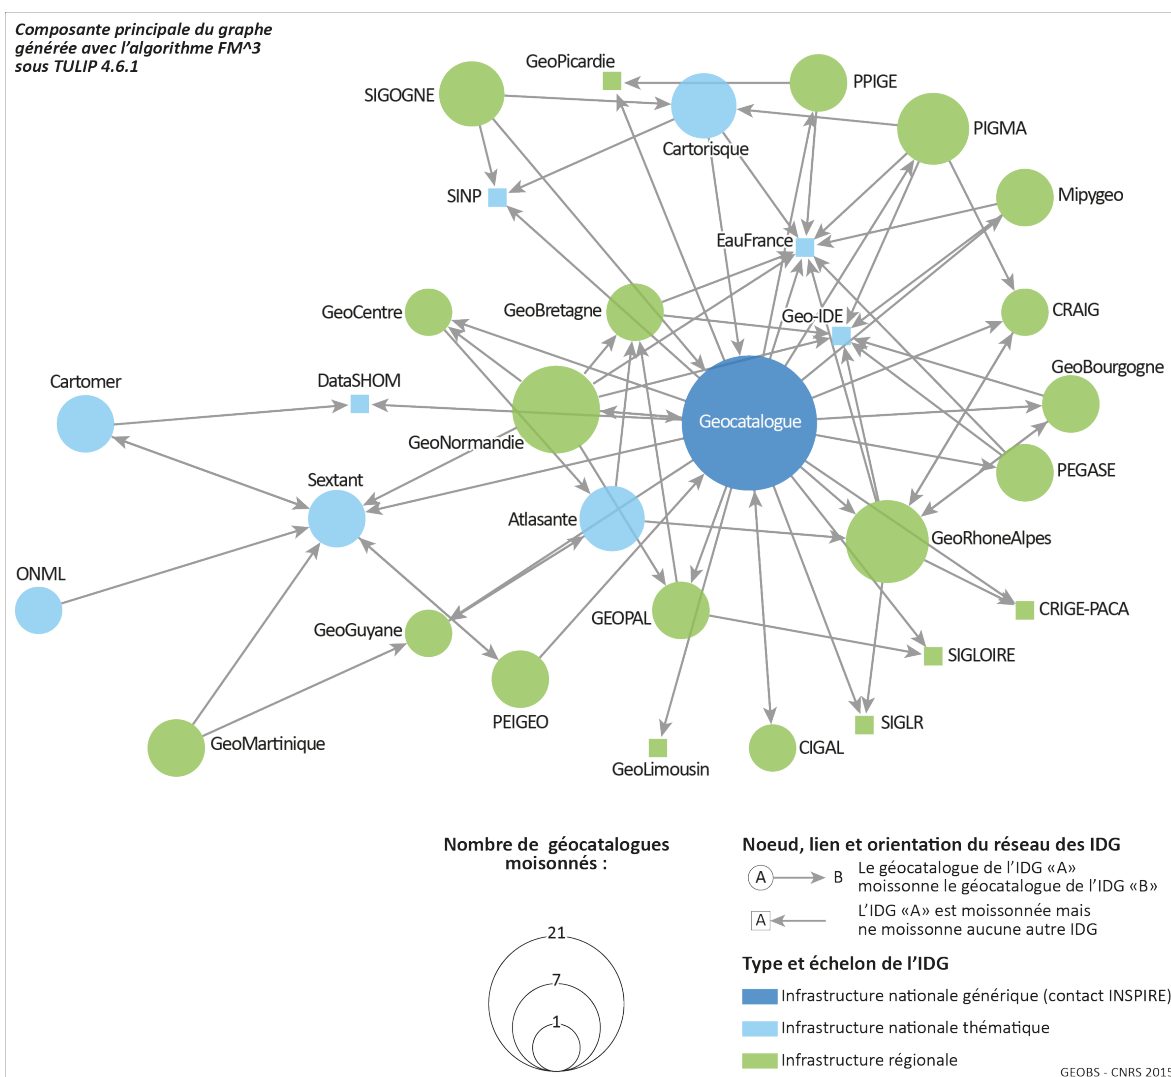 Composante principale du graphe
générée avec l’algorithme FM^3
sous TULIP 4.6.1
GeoPicardie
PPIGE
SIGOGNE
PIGMA
Cartorisque
SINP
Mipygeo
EauFrance
GeoCentre
GeoBretagne
Geo-IDE
CRAIG
Cartomer
DataSHOM
GeoBourgogne
Geocatalogue
GeoNormandie
PEGASE
Sextant
Atlasante
GeoRhoneAlpes
ONML
CRIGE-PACA
GeoGuyane
GEOPAL
SIGLOIRE
PEIGEO
SIGLR
GeoMartinique
CIGAL
GeoLimousin
Nombre de géocatalogues
moisonnés :
21
7
1
Noeud, lien et orientation du réseau des IDG
A B Le géocatalogue de l’IDG «A»
moissonne le géocatalogue de l’IDG «B»
A L’IDG «A» est moissonnée mais
ne moissonne aucune autre IDG
Type et échelon de l’IDG
Infrastructure nationale générique (contact INSPIRE)
Infrastructure nationale thématique
Infrastructure régionale
GEOBS - CNRS 2015